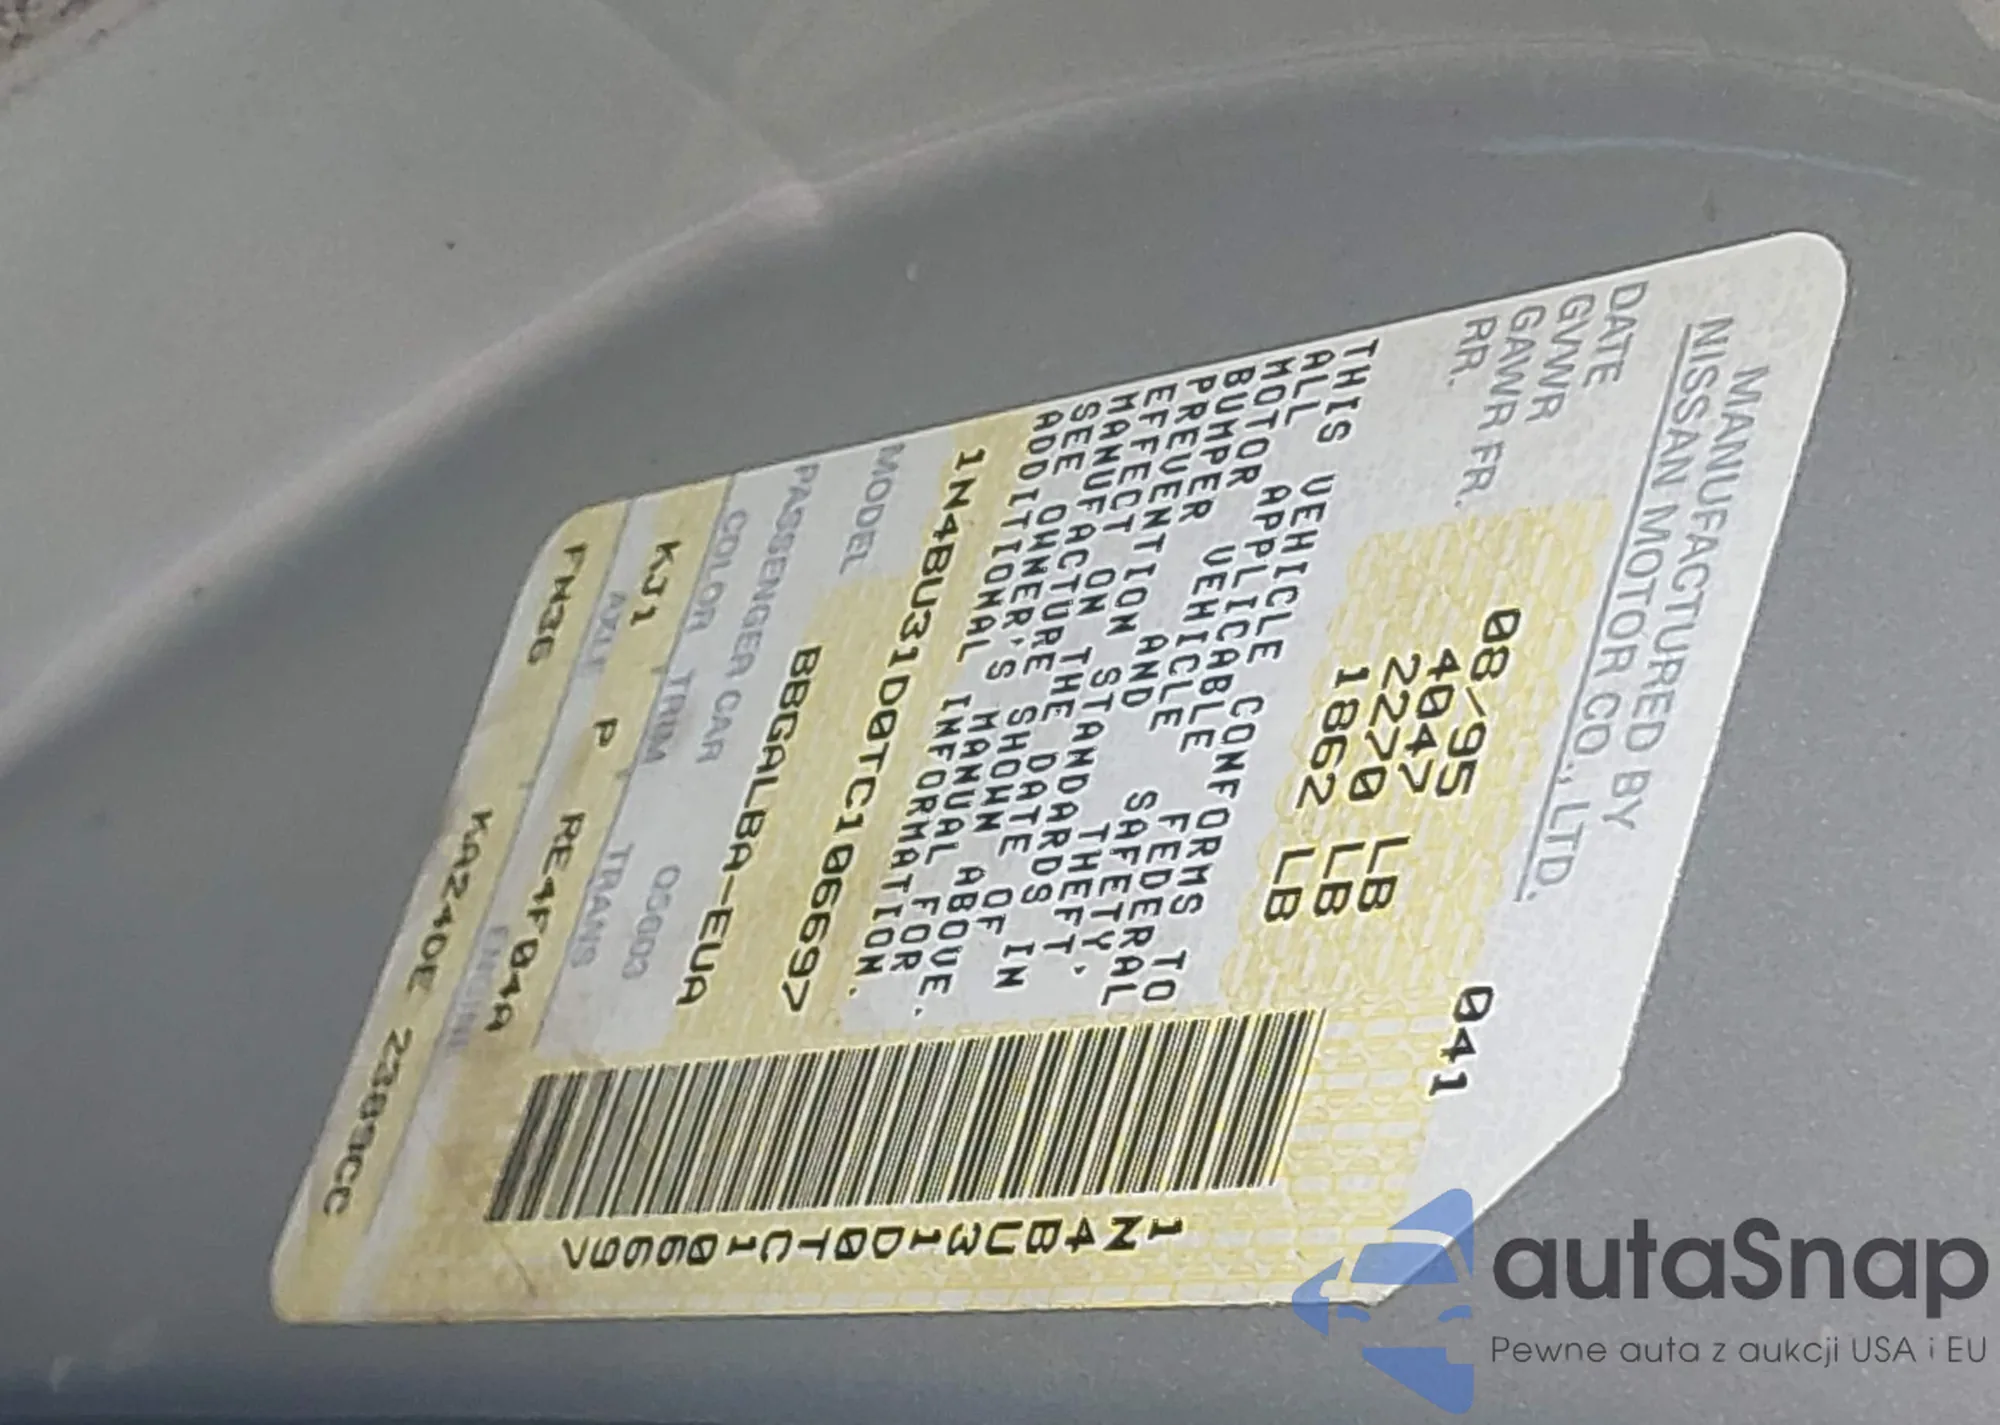 MANUFACTURED BY
NISSAN MOTOR CO., LTD.
DATE 08/95 041
GVWR 4047 LB
GAWR FR. 2270 LB
RR. 1862 LB
THIS VEHICLE CONFORMS TO
ALL APPLICABLE FEDERAL
MOTOR VEHICLE SAFETY,
BUMPER AND THEFT
PREVENTION STANDARDS IN
EFFECT ON THE DATE OF
MANUFACTURE SHOWN ABOVE.
SEE OWNER'S MANUAL FOR
ADDITIONAL INFORMATION.
1N4BU31D0TC106697
MODEL BBGALBA-EUA
PASSENGER CAR
COLOR TRIM
KJ1 P
AXLE TRANS
FN36 RE4F04A
ENGINE
KA24DE 2389CC
1N4BU31D0TC106697
autaSnap
Pewne auta z aukcji USA i EU